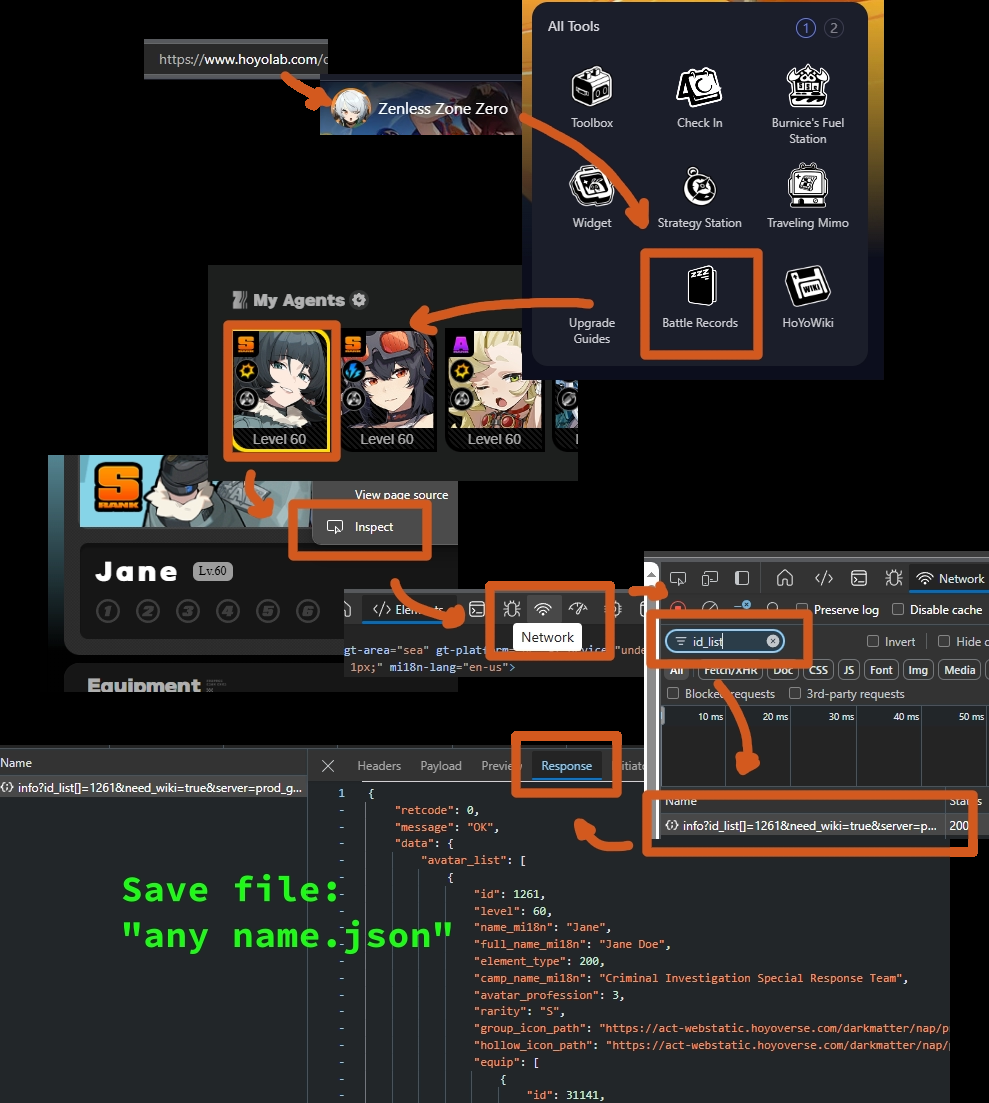 https://www.hoyolab.com/
Zenless Zone Zero
All Tools
1 2
Toolbox
Check In
Burnice's Fuel
Station
Widget
Strategy Station
Traveling Mimo
Upgrade
Guides
Battle Records
WIKI
HoYoWiki
My Agents
S
S
A
Level 60
Level 60
Level 60
S
RANK
View page source
Inspect
Jane Lv.60
1 2 3 4 5 6
Equipment
</> Elements
Network
gt-area="sea" gt-platform=
1px;" mi18n-lang="en-us">
Network
Preserve log
Disable cache
id_list
Invert
Hide
All Fetch/XHR Doc CSS JS Font Img Media
Blocked requests
3rd-party requests
10 ms 20 ms 30 ms 40 ms 50 ms
Name
Status
info?id_list[]=1261&need_wiki=true&server=p...
200
Name
info?id_list[]=1261&need_wiki=true&server=prod_g...
Headers Payload Preview Response Initiator
1 {
"retcode": 0,
"message": "OK",
"data": {
"avatar_list": [
{
"id": 1261,
"level": 60,
"name_mi18n": "Jane",
"full_name_mi18n": "Jane Doe",
"element_type": 200,
"camp_name_mi18n": "Criminal Investigation Special Response Team",
"avatar_profession": 3,
"rarity": "S",
"group_icon_path": "https://act-webstatic.hoyoverse.com/darkmatter/nap/p
"hollow_icon_path": "https://act-webstatic.hoyoverse.com/darkmatter/nap/
"equip": [
{
"id": 31141,
Save file:
"any name.json"